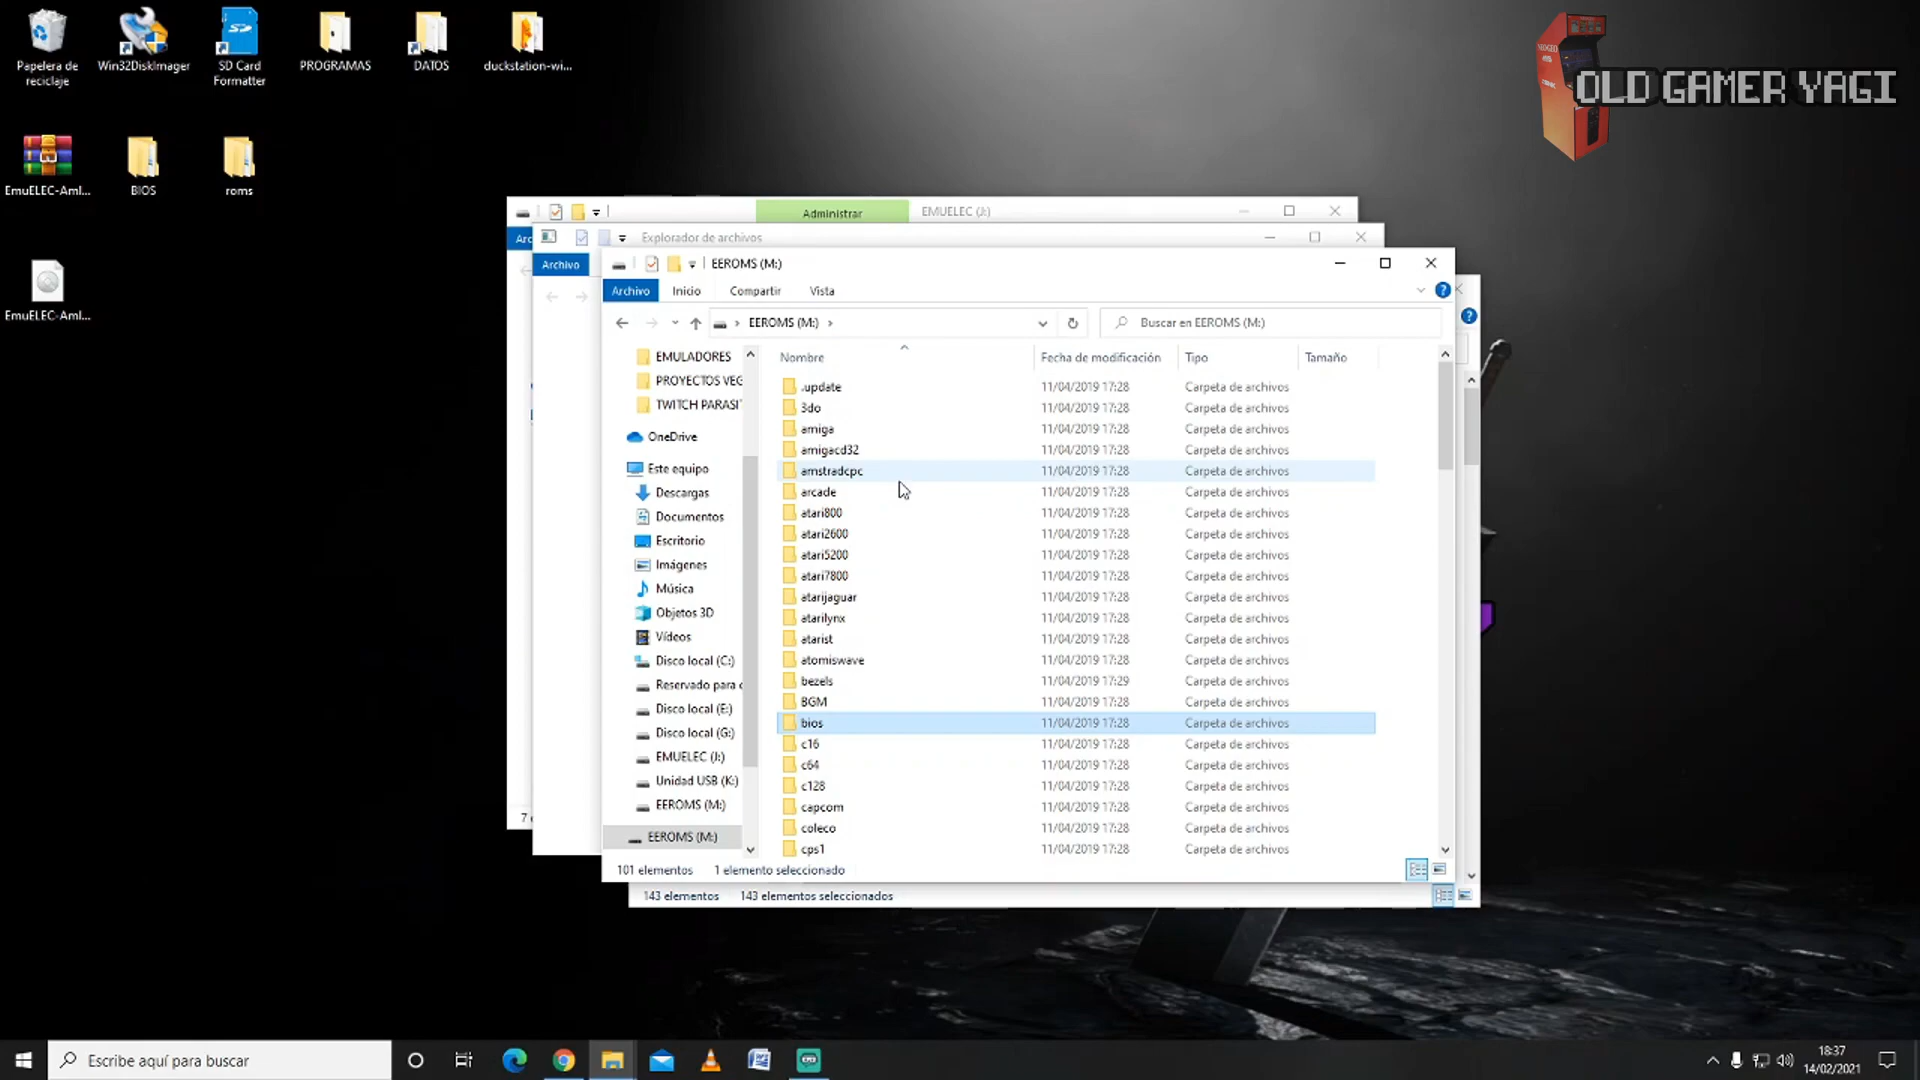 Papelera de
reciclaje
Win32DiskImager
SD Card
Formatter
PROGRAMAS
DATOS
duckstation-wi...
EmuELEC-Aml...
BIOS
roms
EmuELEC-Aml...
OLD GAMER YAGI
Administrar
EMUELEC (J:)
Explorador de archivos
Archivo
EEROMS (M:)
Archivo
Inicio
Compartir
Vista
EEROMS (M:)
Buscar en EEROMS (M:)
EMULADORES
PROYECTOS VEG
TWITCH PARASIT
OneDrive
Este equipo
Descargas
Documentos
Escritorio
Imágenes
Música
Objetos 3D
Vídeos
Disco local (C:)
Reservado para
Disco local (E:)
Disco local (G:)
EMUELEC (J:)
Unidad USB (K:)
EEROMS (M:)
EEROMS (M:)
Nombre Fecha de modificación Tipo Tamaño
.update 11/04/2019 17:28 Carpeta de archivos
3do 11/04/2019 17:28 Carpeta de archivos
amiga 11/04/2019 17:28 Carpeta de archivos
amigacd32 11/04/2019 17:28 Carpeta de archivos
amstradcpc 11/04/2019 17:28 Carpeta de archivos
arcade 11/04/2019 17:28 Carpeta de archivos
atari800 11/04/2019 17:28 Carpeta de archivos
atari2600 11/04/2019 17:28 Carpeta de archivos
atari5200 11/04/2019 17:28 Carpeta de archivos
atari7800 11/04/2019 17:28 Carpeta de archivos
atarijaguar 11/04/2019 17:28 Carpeta de archivos
atarilynx 11/04/2019 17:28 Carpeta de archivos
atarist 11/04/2019 17:28 Carpeta de archivos
atomiswave 11/04/2019 17:28 Carpeta de archivos
bezels 11/04/2019 17:29 Carpeta de archivos
BGM 11/04/2019 17:28 Carpeta de archivos
bios 11/04/2019 17:28 Carpeta de archivos
c16 11/04/2019 17:28 Carpeta de archivos
c64 11/04/2019 17:28 Carpeta de archivos
c128 11/04/2019 17:28 Carpeta de archivos
capcom 11/04/2019 17:28 Carpeta de archivos
coleco 11/04/2019 17:28 Carpeta de archivos
cps1 11/04/2019 17:28 Carpeta de archivos
101 elementos 1 elemento seleccionado
143 elementos 143 elementos seleccionados
Escribe aquí para buscar
18:37
14/02/2021